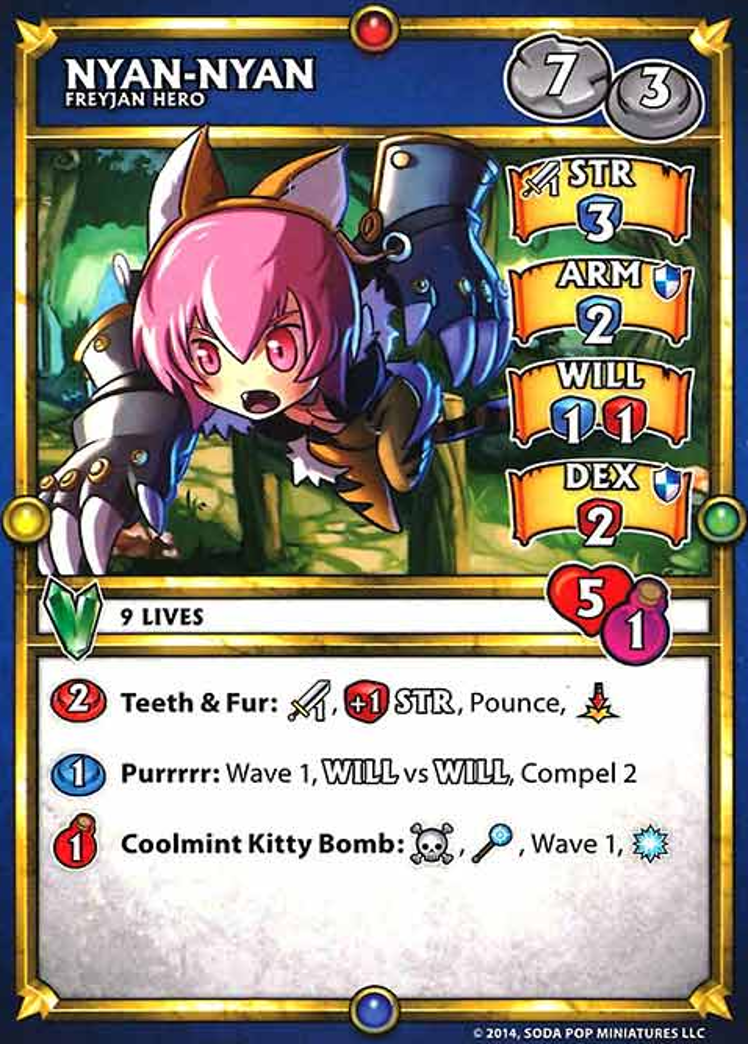 NYAN-NYAN
FREYJAN HERO
7 3
STR
3
ARM
2
WILL
1 1
DEX
2
9 LIVES
5 1
2 Teeth & Fur: , +1 STR, Pounce,
1 Purrrrr: Wave 1, WILL vs WILL, Compel 2
1 Coolmint Kitty Bomb: , , Wave 1,
© 2014, SODA POP MINIATURES LLC